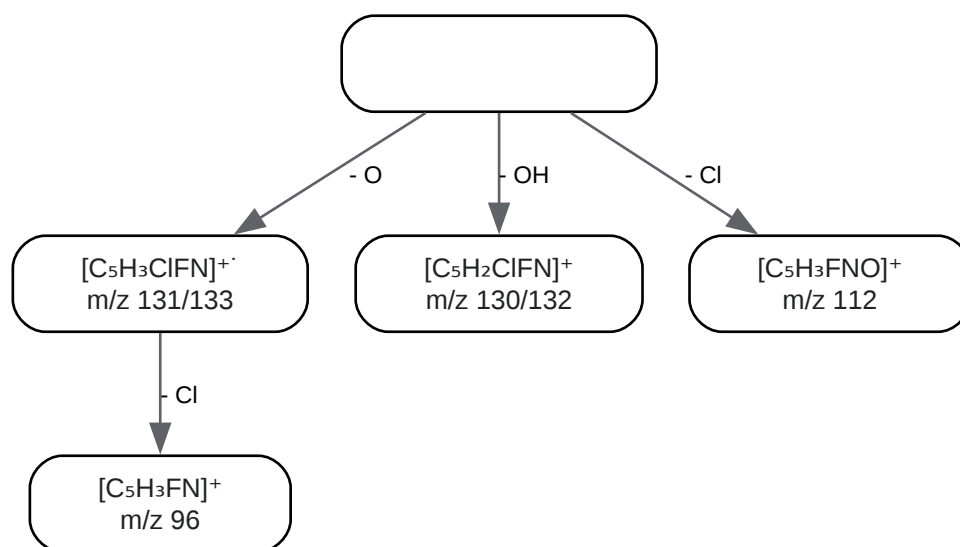 - O
- OH
- Cl
[C₅H₃ClFN]⁺˙
m/z 131/133
[C₅H₂ClFN]⁺
m/z 130/132
[C₅H₃FNO]⁺
m/z 112
- Cl
[C₅H₃FN]⁺
m/z 96